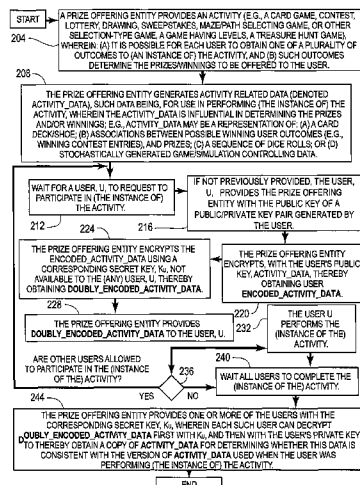 START
A PRIZE OFFERING ENTITY PROVIDES AN ACTIVITY (E.G., A CARD GAME, CONTEST,
LOTTERY, DRAWING, SWEEPSTAKES, MAZE/PATH SELECTING GAME, OR OTHER
SELECTION-TYPE GAME, A GAME HAVING LEVELS, A TREASURE HUNT GAME),
WHEREIN: (A) IT IS POSSIBLE FOR EACH USER TO OBTAIN ONE OF A PLURALITY OF
OUTCOMES TO (AN INSTANCE OF) THE ACTIVITY, AND (B) SUCH OUTCOMES
DETERMINE THE PRIZES/WINNINGS TO BE OFFERED TO THE USER.
204
208
THE PRIZE OFFERING ENTITY GENERATES ACTIVITY RELATED DATA (DENOTED
ACTIVITY_DATA), SUCH DATA BEING, FOR USE IN PERFORMING (THE INSTANCE OF) THE
ACTIVITY, WHEREIN THE ACTIVITY_DATA IS INFLUENTIAL IN DETERMINING THE PRIZES
AND/OR WINNINGS; E.G., ACTIVITY_DATA MAY BE A REPRESENTATION OF: (A) A CARD
DECK/SHOE; (B) ASSOCIATIONS BETWEEN POSSIBLE WINNING USER OUTCOMES (E.G.,
WINNING CONTEST ENTRIES), AND PRIZES; (C) A SEQUENCE OF DICE ROLLS; OR (D)
STOCHASTICALLY GENERATED GAME/SIMULATION CONTROLLING DATA.
WAIT FOR A USER, U, TO REQUEST TO
PARTICIPATE IN (THE INSTANCE OF)
THE ACTIVITY.
212
IF NOT PREVIOUSLY PROVIDED, THE USER,
U, PROVIDES THE PRIZE OFFERING
ENTITY WITH THE PUBLIC KEY OF A
PUBLIC/PRIVATE KEY PAIR GENERATED BY
THE USER.
216
224
THE PRIZE OFFERING ENTITY ENCRYPTS THE
ENCODED_ACTIVITY_DATA USING A
CORRESPONDING SECRET KEY, Ku, NOT
AVAILABLE TO THE (ANY) USER, U, THEREBY
OBTAINING DOUBLY_ENCODED_ACTIVITY_DATA.
THE PRIZE OFFERING ENTITY
ENCRYPTS, WITH THE USER'S PUBLIC
KEY, ACTIVITY_DATA, THEREBY
OBTAINING USER
ENCODED_ACTIVITY_DATA.
220
228
THE PRIZE OFFERING ENTITY PROVIDES
DOUBLY_ENCODED_ACTIVITY_DATA TO THE USER, U.
232
THE USER U
PERFORMS THE
(INSTANCE OF) THE
ACTIVITY.
ARE OTHER USERS ALLOWED
TO PARTICIPATE IN THE (INSTANCE
OF THE) ACTIVITY?
236
YES
NO
240
WAIT ALL USERS TO COMPLETE THE
(INSTANCE OF THE) ACTIVITY.
244
THE PRIZE OFFERING ENTITY PROVIDES ONE OR MORE OF THE USERS WITH THE
CORRESPONDING SECRET KEY, Ku, WHEREIN EACH SUCH USER CAN DECRYPT
DOUBLY_ENCODED_ACTIVITY_DATA FIRST WITH Ku, AND THEN WITH THE USER'S PRIVATE KEY
TO THEREBY OBTAIN A COPY OF ACTIVITY_DATA FOR DETERMINING WHETHER THIS DATA IS
CONSISTENT WITH THE VERSION OF ACTIVITY_DATA USED WHEN THE USER WAS
PERFORMING (THE INSTANCE OF) THE ACTIVITY.
END